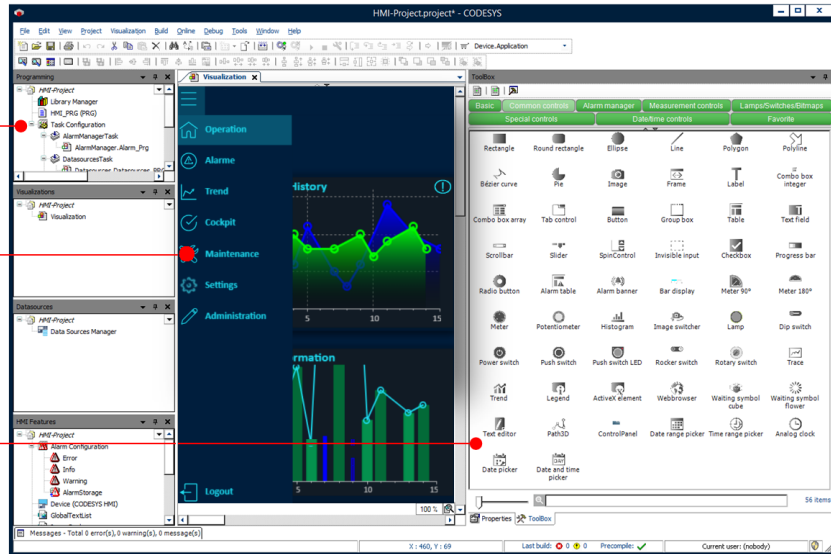 HMI-Project.project* - CODESYS
File Edit View Project Visualization Build Online Debug Tools Window Help
Device.Application
Programming
HMI-Project
Library Manager
HMI_PRG (PRG)
Task Configuration
AlarmManagerTask
AlarmManager.Alarm_Prg
DatasourcesTask
Datasources.Datasources_PRG
Visualizations
HMI-Project
Visualization
Datasources
HMI-Project
Data Sources Manager
HMI Features
HMI-Project
Alarm Configuration
Error
Info
Warning
AlarmStorage
Device (CODESYS HMI)
GlobalTextList
Visualization
Operation
Alarme
Trend
Cockpit
Maintenance
Settings
Administration
Logout
History
5 10 15
rmation
10 15
100 %
ToolBox
Basic Common controls Alarm manager Measurement controls Lamps/Switches/Bitmaps
Special controls Date/time controls Favorite
Rectangle Round rectangle Ellipse Line Polygon Polyline
Bézier curve Pie Image Frame Label Combo box integer
Combo box array Tab control Button Group box Table Text field
Scrollbar Slider SpinControl Invisible input Checkbox Progress bar
Radio button Alarm table Alarm banner Bar display Meter 90° Meter 180°
Meter Potentiometer Histogram Image switcher Lamp Dip switch
Power switch Push switch Push switch LED Rocker switch Rotary switch Trace
Trend Legend ActiveX element Webbrowser Waiting symbol cube Waiting symbol flower
Text editor Path3D ControlPanel Date range picker Time range picker Analog clock
Date picker Date and time picker
56 items
Properties ToolBox
Messages - Total 0 error(s), 0 warning(s), 0 message(s)
X : 460, Y : 69 Last build: 0 0 Precompile: Current user: (nobody)